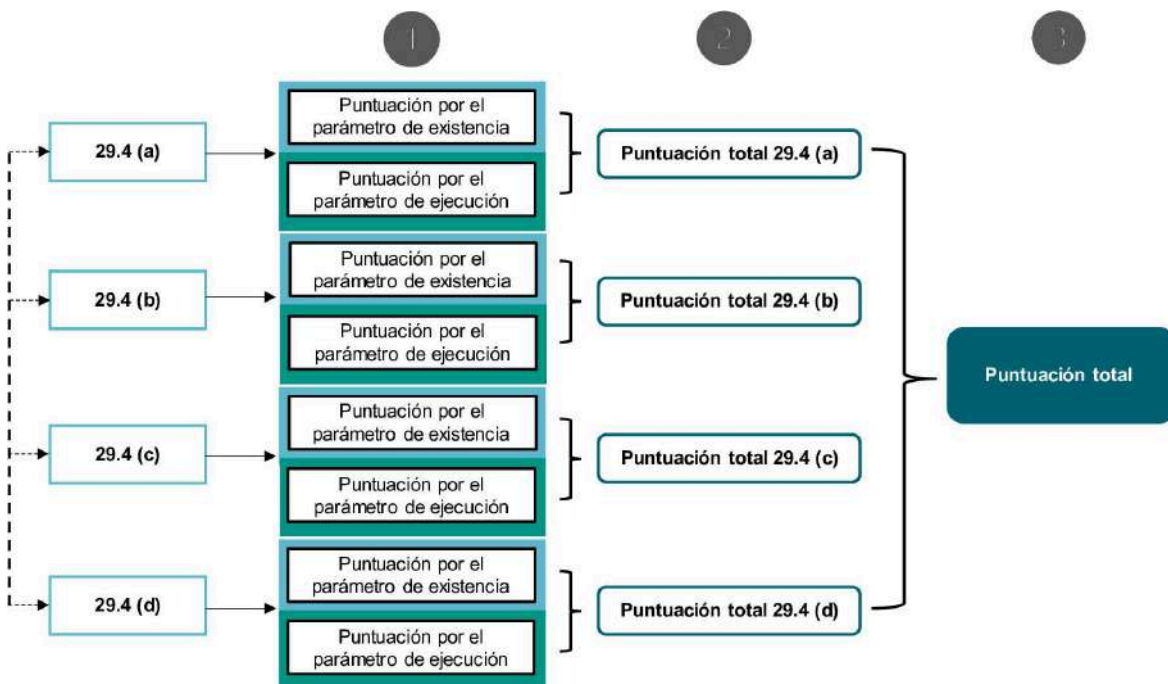 1
2
3
29.4 (a)
Puntuación por el
parámetro de existencia
Puntuación por el
parámetro de ejecución
Puntuación total 29.4 (a)
29.4 (b)
Puntuación por el
parámetro de existencia
Puntuación por el
parámetro de ejecución
Puntuación total 29.4 (b)
Puntuación total
29.4 (c)
Puntuación por el
parámetro de existencia
Puntuación por el
parámetro de ejecución
Puntuación total 29.4 (c)
29.4 (d)
Puntuación por el
parámetro de existencia
Puntuación por el
parámetro de ejecución
Puntuación total 29.4 (d)